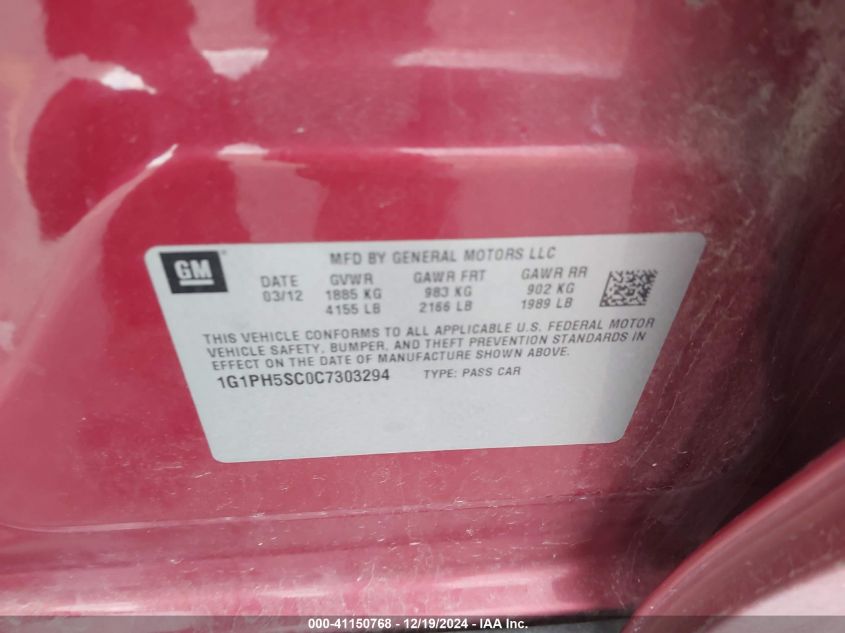 GM
MFD BY GENERAL MOTORS LLC
DATE GVWR GAWR FRT GAWR RR
03/12 1885 KG 983 KG 902 KG
4155 LB 2166 LB 1989 LB
THIS VEHICLE CONFORMS TO ALL APPLICABLE U.S. FEDERAL MOTOR
VEHICLE SAFETY, BUMPER, AND THEFT PREVENTION STANDARDS IN
EFFECT ON THE DATE OF MANUFACTURE SHOWN ABOVE.
1G1PH5SC0C7303294 TYPE: PASS CAR
000-41150768 - 12/19/2024 - IAA Inc.